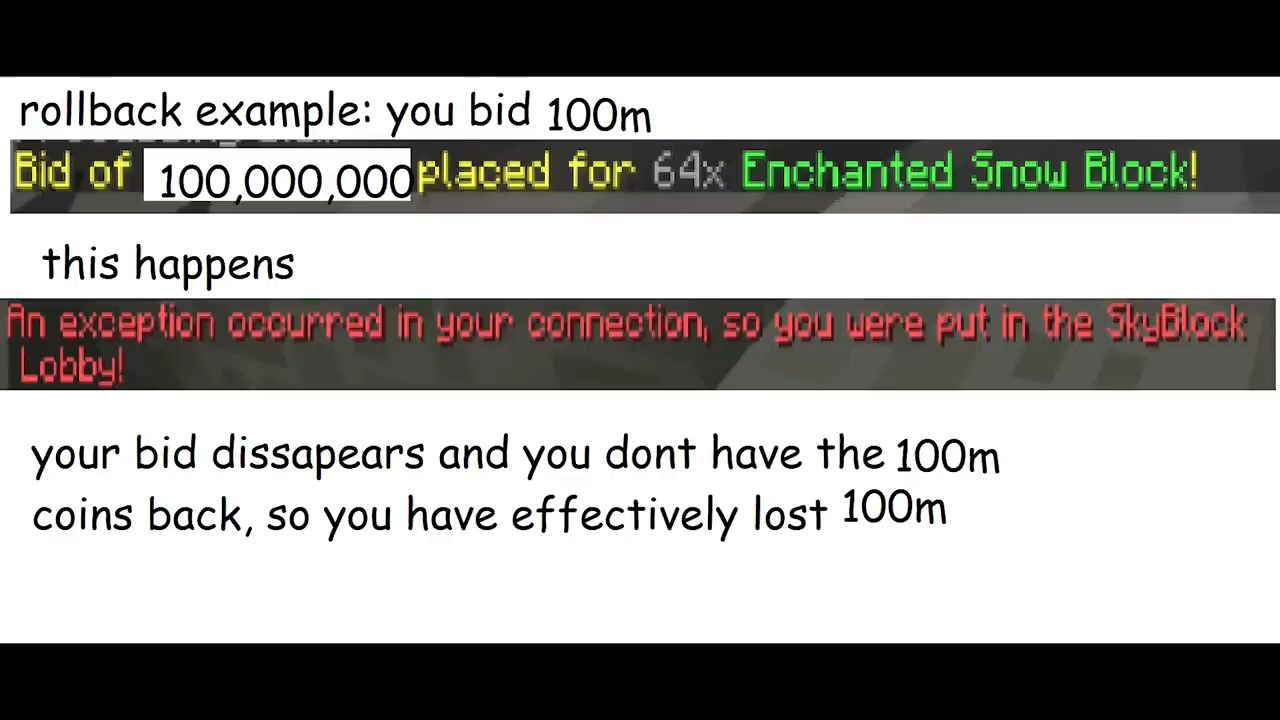 rollback example: you bid 100m
Bid of 100,000,000 placed for 64x Enchanted Snow Block!
this happens
An exception occurred in your connection, so you were put in the SkyBlock
Lobby!
your bid dissapears and you dont have the 100m
coins back, so you have effectively lost 100m